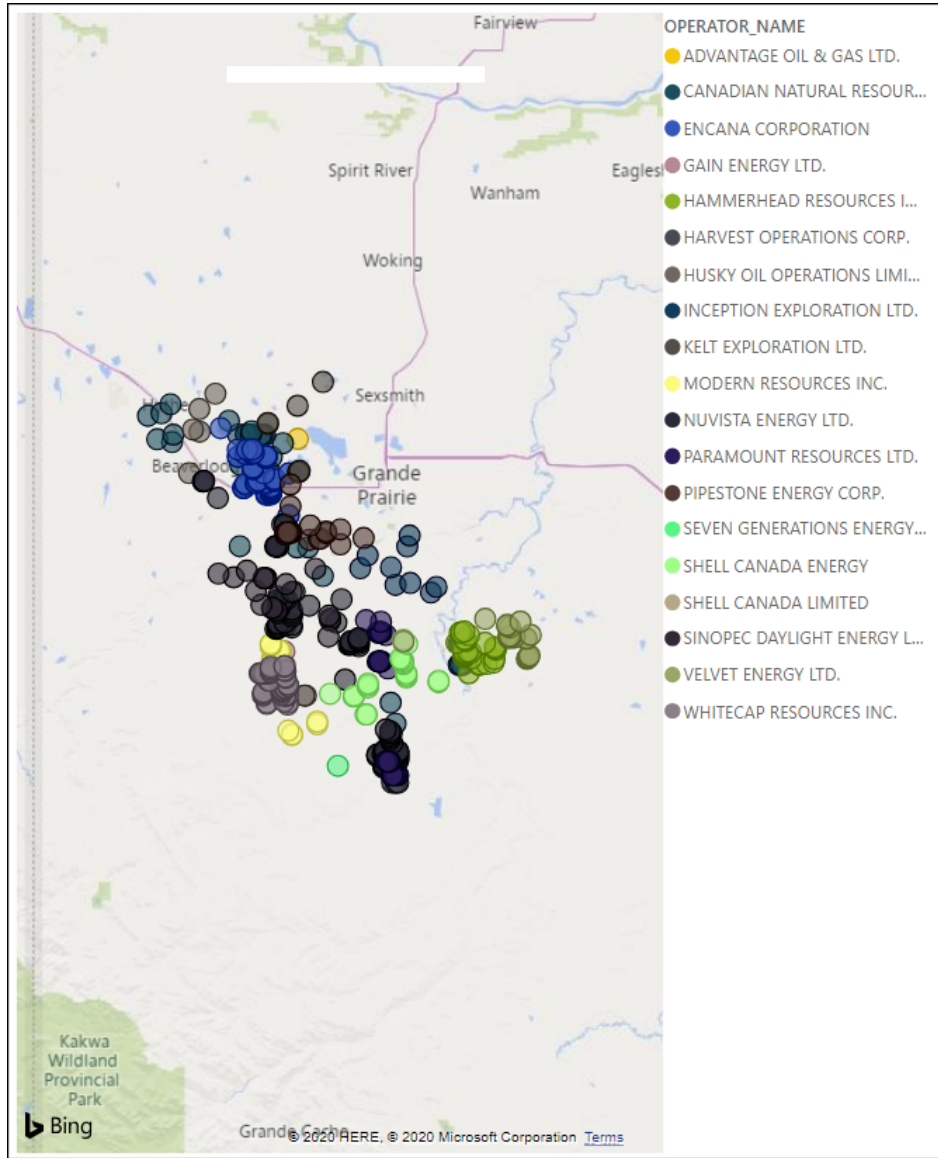 Fairview
Spirit River
Wanham
Eagles
Woking
Sexsmith
Beaverlod
Grande
Prairie
Kakwa
Wildland
Provincial
Park
Bing
Grande Cache
© 2020 HERE, © 2020 Microsoft Corporation Terms
OPERATOR_NAME
ADVANTAGE OIL & GAS LTD.
CANADIAN NATURAL RESOUR...
ENCANA CORPORATION
GAIN ENERGY LTD.
HAMMERHEAD RESOURCES I...
HARVEST OPERATIONS CORP.
HUSKY OIL OPERATIONS LIMI...
INCEPTION EXPLORATION LTD.
KELT EXPLORATION LTD.
MODERN RESOURCES INC.
NUVISTA ENERGY LTD.
PARAMOUNT RESOURCES LTD.
PIPESTONE ENERGY CORP.
SEVEN GENERATIONS ENERGY...
SHELL CANADA ENERGY
SHELL CANADA LIMITED
SINOPEC DAYLIGHT ENERGY L...
VELVET ENERGY LTD.
WHITECAP RESOURCES INC.